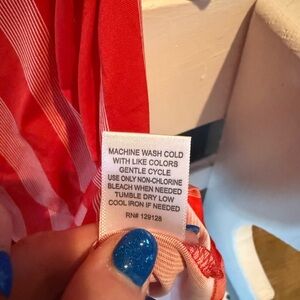 MACHINE WASH COLD
WITH LIKE COLORS
GENTLE CYCLE
USE ONLY NON-CHLORINE
BLEACH WHEN NEEDED
TUMBLE DRY LOW
COOL IRON IF NEEDED
RN# 129128